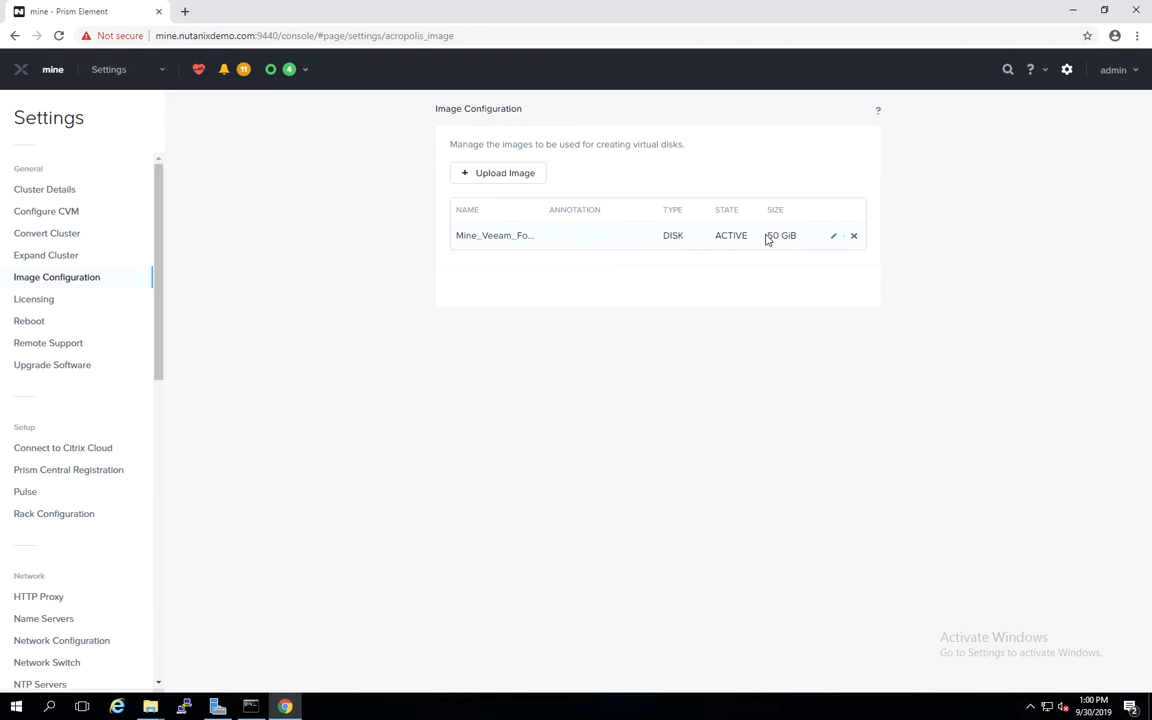 mine - Prism Element
Not secure | mine.nutanixdemo.com:9440/console/#page/settings/acropolis_image
mine Settings 11 4 ? admin
Settings
General
Cluster Details
Configure CVM
Convert Cluster
Expand Cluster
Image Configuration
Licensing
Reboot
Remote Support
Upgrade Software
Setup
Connect to Citrix Cloud
Prism Central Registration
Pulse
Rack Configuration
Network
HTTP Proxy
Name Servers
Network Configuration
Network Switch
NTP Servers
Image Configuration ?
Manage the images to be used for creating virtual disks.
+ Upload Image
NAME ANNOTATION TYPE STATE SIZE
Mine_Veeam_Fo... DISK ACTIVE 50 GiB
Activate Windows
Go to Settings to activate Windows.
1:00 PM
9/30/2019
2